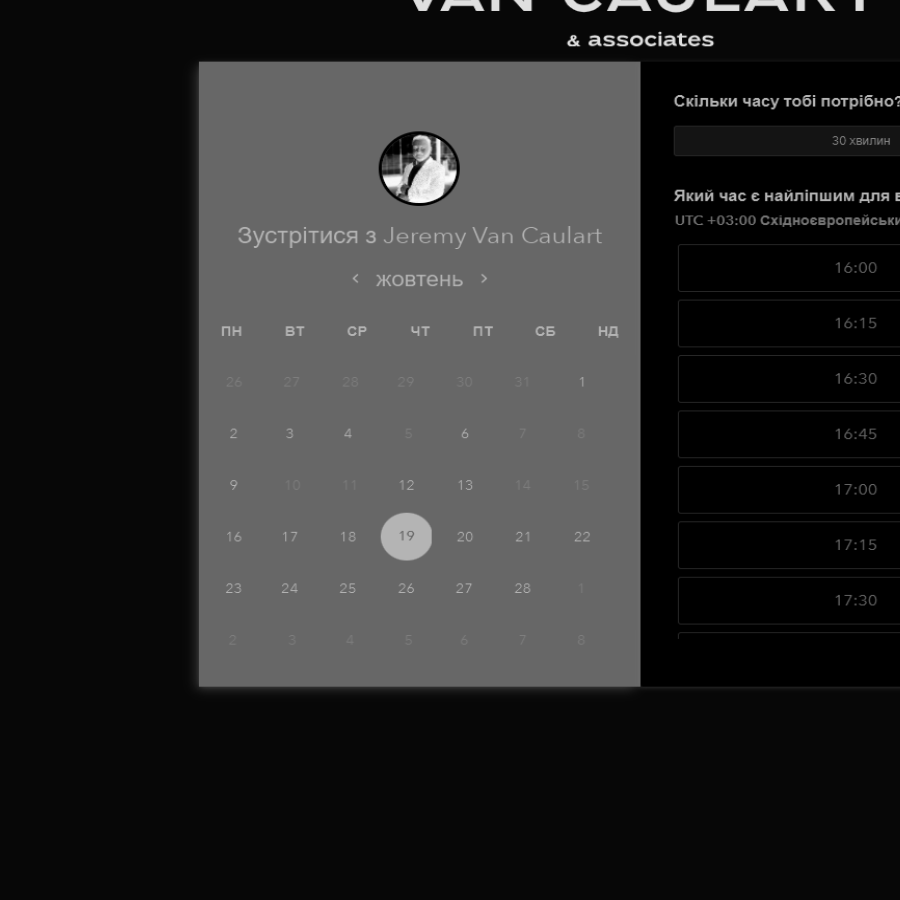 VAN CAULART
& associates
Зустрітися з Jeremy Van Caulart
жовтень
ПН ВТ СР ЧТ ПТ СБ НД
26 27 28 29 30 31 1
2 3 4 5 6 7 8
9 10 11 12 13 14 15
16 17 18 19 20 21 22
23 24 25 26 27 28 1
2 3 4 5 6 7 8
Скільки часу тобі потрібно?
30 хвилин
Який час є найліпшим для
UTC +03:00
16:00
16:15
16:30
16:45
17:00
17:15
17:30